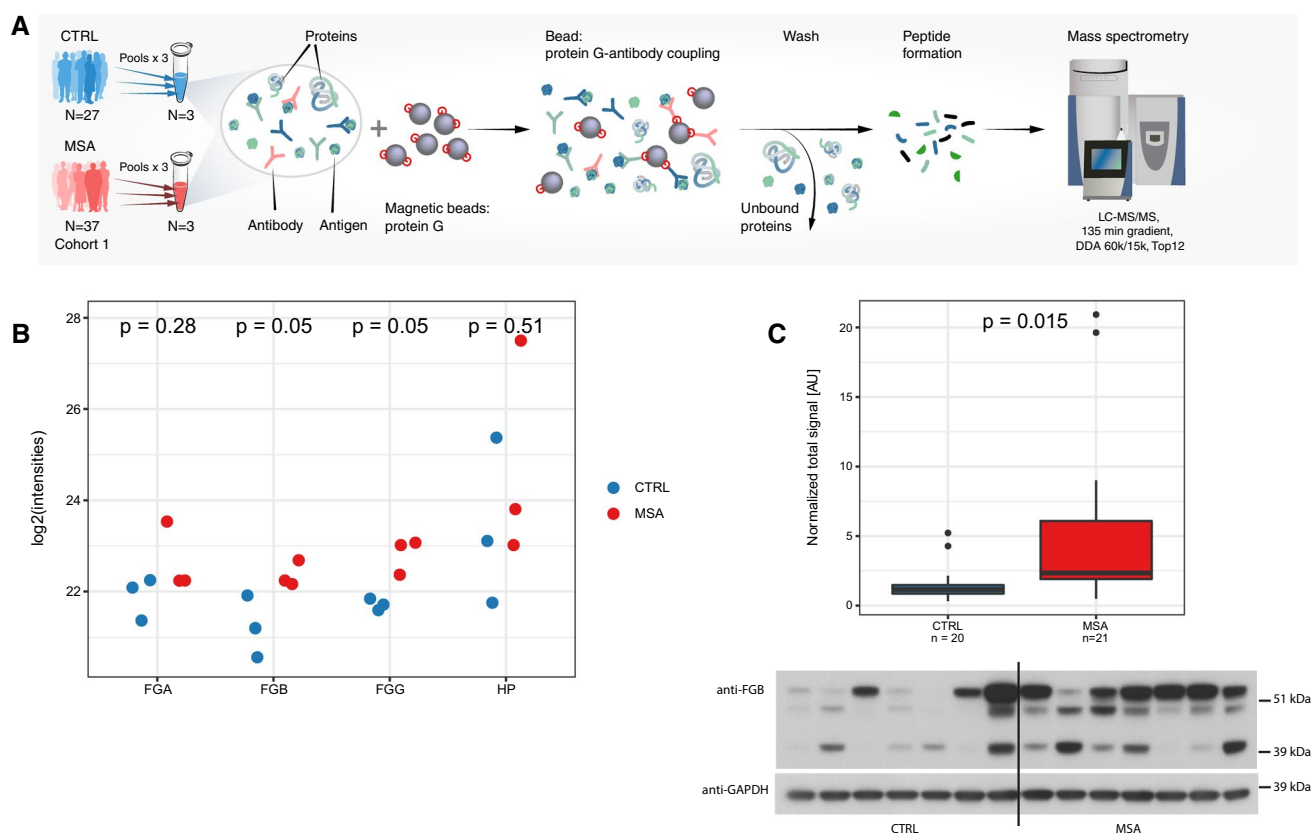 A
CTRL
Pools x 3
N=27
N=3
MSA
Pools x 3
N=37
Cohort 1
N=3
Proteins
Antibody
Antigen
Magnetic beads:
protein G
Bead:
protein G-antibody coupling
Wash
Unbound
proteins
Peptide
formation
Mass spectrometry
LC-MS/MS,
135 min gradient,
DDA 60k/15k, Top12
B
log2(intensities)
28
26
24
22
p = 0.28
p = 0.05
p = 0.05
p = 0.51
FGA
FGB
FGG
HP
CTRL
MSA
C
Normalized total signal [AU]
20
15
10
5
0
p = 0.015
CTRL
n = 20
MSA
n=21
anti-FGB
51 kDa
39 kDa
anti-GAPDH
39 kDa
CTRL
MSA